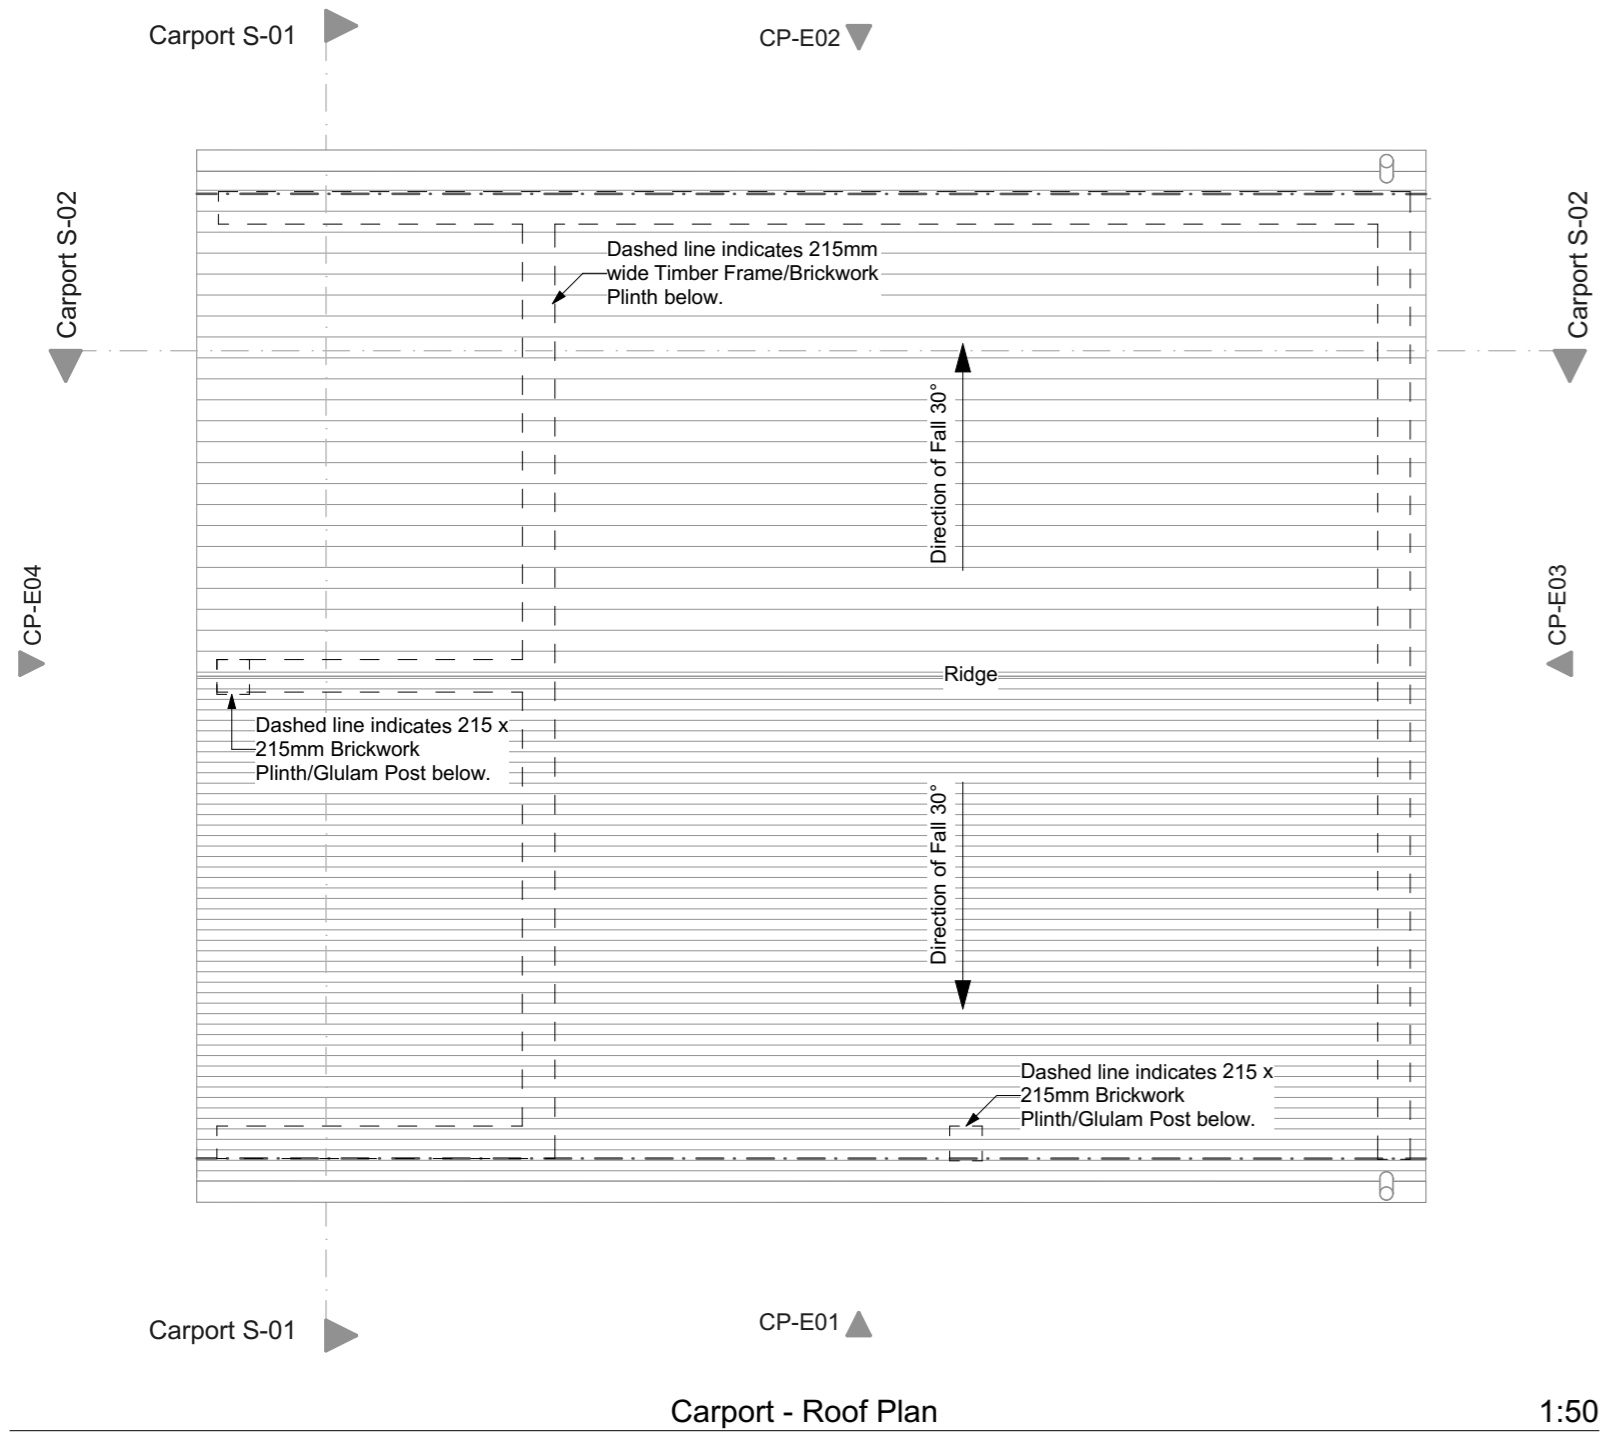 Carport S-01
CP-E02
Carport S-02
Carport S-02
Dashed line indicates 215mm
wide Timber Frame/Brickwork
Plinth below.
Direction of Fall 30°
CP-E04
CP-E03
Ridge
Dashed line indicates 215 x
215mm Brickwork
Plinth/Glulam Post below.
Direction of Fall 30°
Dashed line indicates 215 x
215mm Brickwork
Plinth/Glulam Post below.
Carport S-01
CP-E01
Carport - Roof Plan
1:50